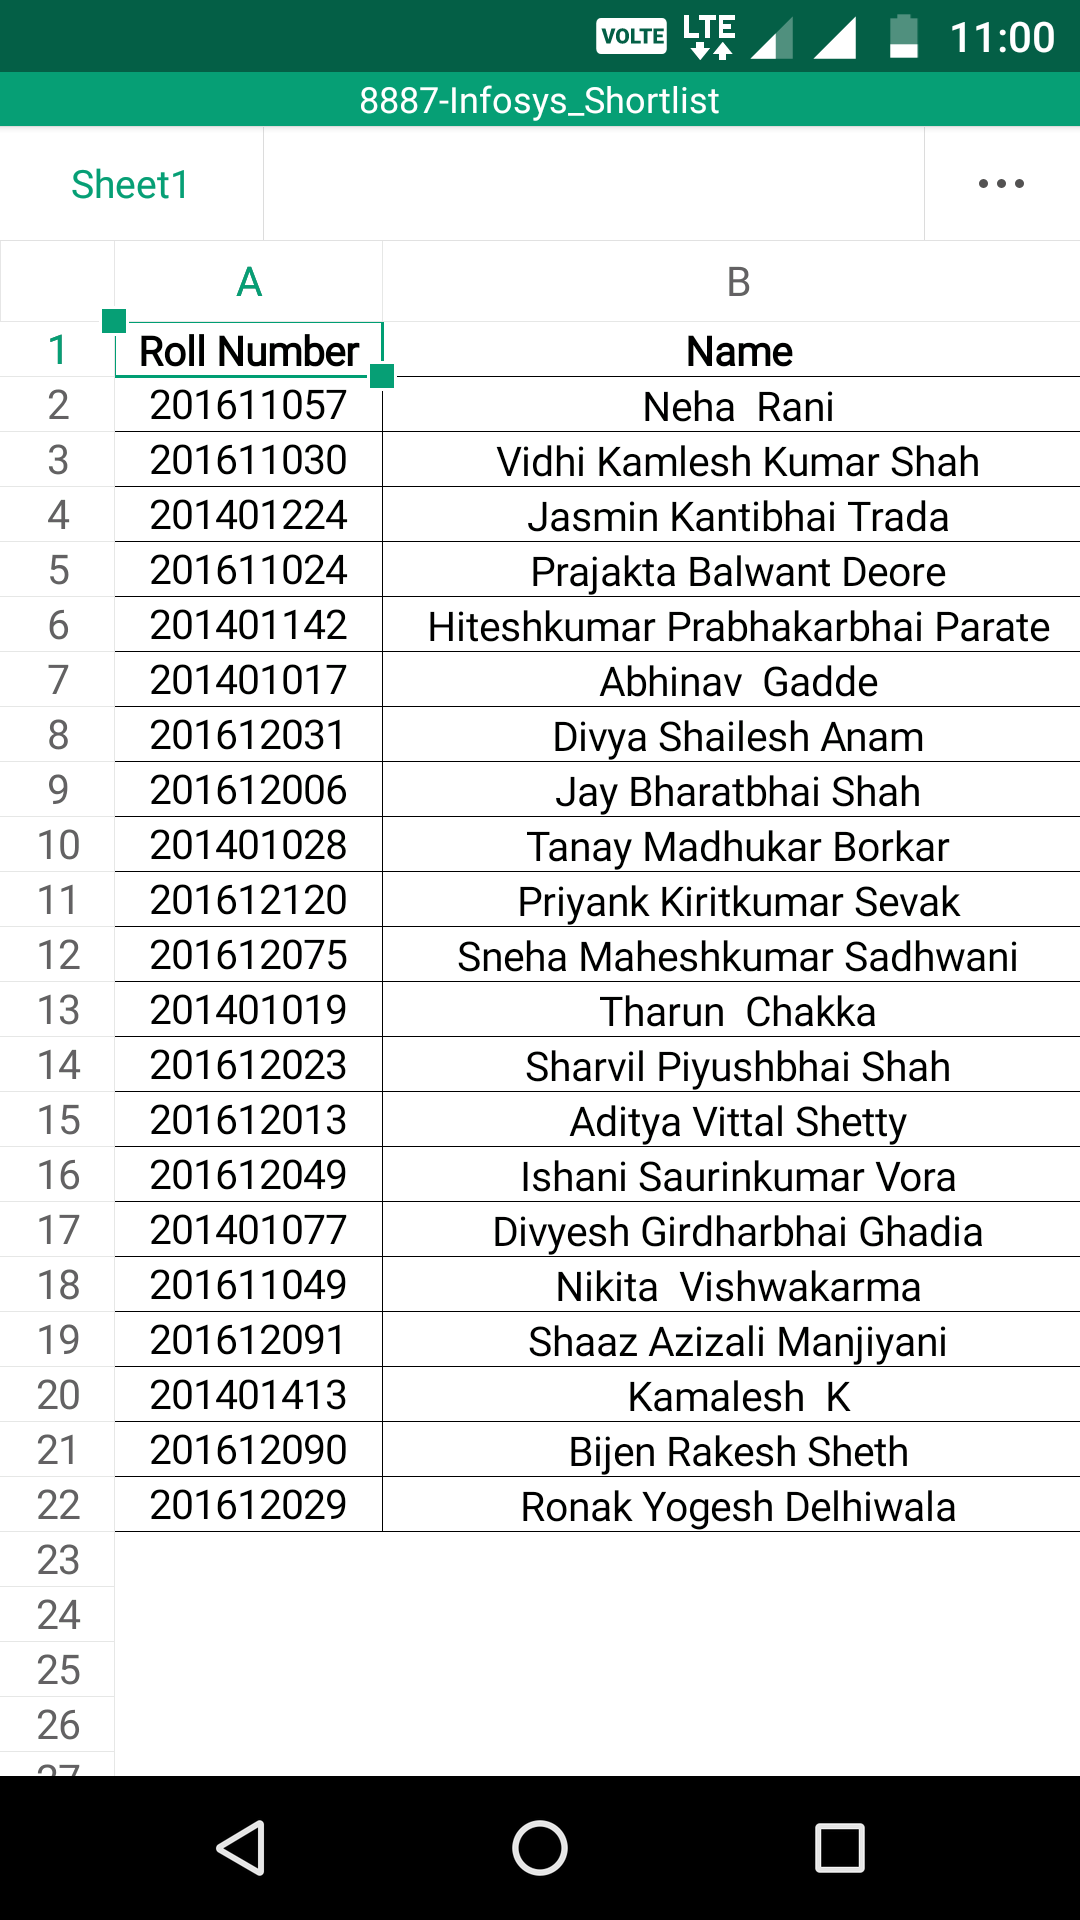 VOLTE LTE 11:00
8887-Infosys_Shortlist
Sheet1
A B
1 Roll Number Name
2 201611057 Neha  Rani
3 201611030 Vidhi Kamlesh Kumar Shah
4 201401224 Jasmin Kantibhai Trada
5 201611024 Prajakta Balwant Deore
6 201401142 Hiteshkumar Prabhakarbhai Parate
7 201401017 Abhinav  Gadde
8 201612031 Divya Shailesh Anam
9 201612006 Jay Bharatbhai Shah
10 201401028 Tanay Madhukar Borkar
11 201612120 Priyank Kiritkumar Sevak
12 201612075 Sneha Maheshkumar Sadhwani
13 201401019 Tharun  Chakka
14 201612023 Sharvil Piyushbhai Shah
15 201612013 Aditya Vittal Shetty
16 201612049 Ishani Saurinkumar Vora
17 201401077 Divyesh Girdharbhai Ghadia
18 201611049 Nikita  Vishwakarma
19 201612091 Shaaz Azizali Manjiyani
20 201401413 Kamalesh  K
21 201612090 Bijen Rakesh Sheth
22 201612029 Ronak Yogesh Delhiwala
23
24
25
26
27